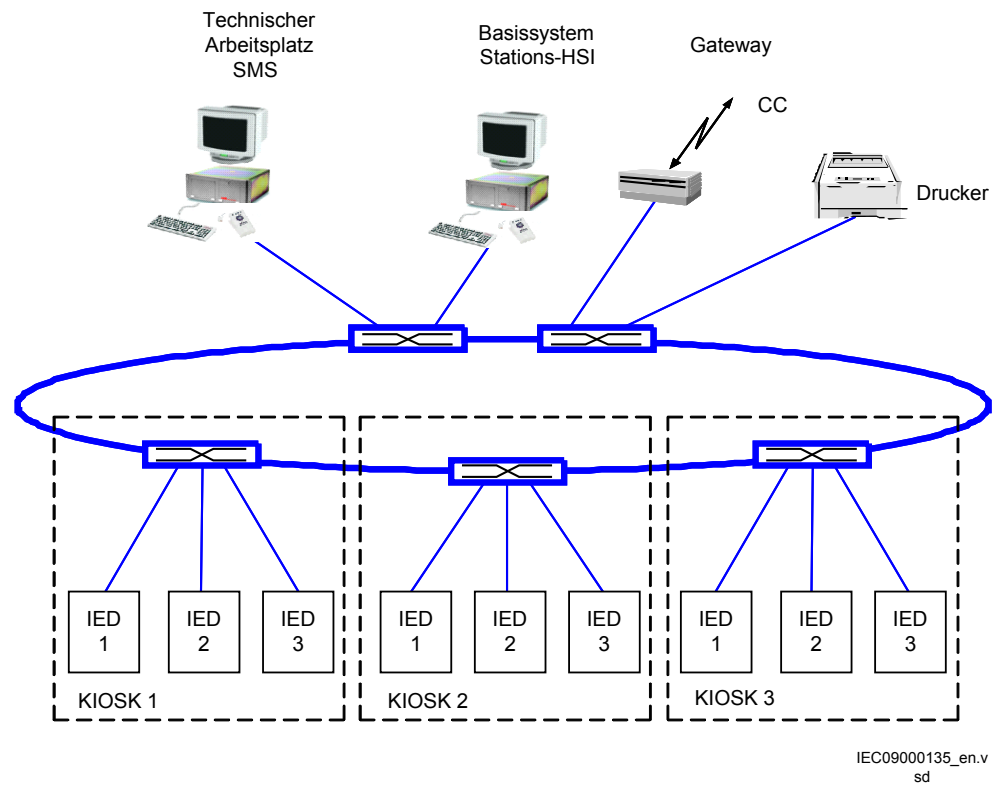 Technischer
Arbeitsplatz
SMS
Basissystem
Stations-HSI
Gateway
CC
Drucker
IED
1
IED
2
IED
3
KIOSK 1
IED
1
IED
2
IED
3
KIOSK 2
IED
1
IED
2
IED
3
KIOSK 3
IEC09000135_en.v
sd